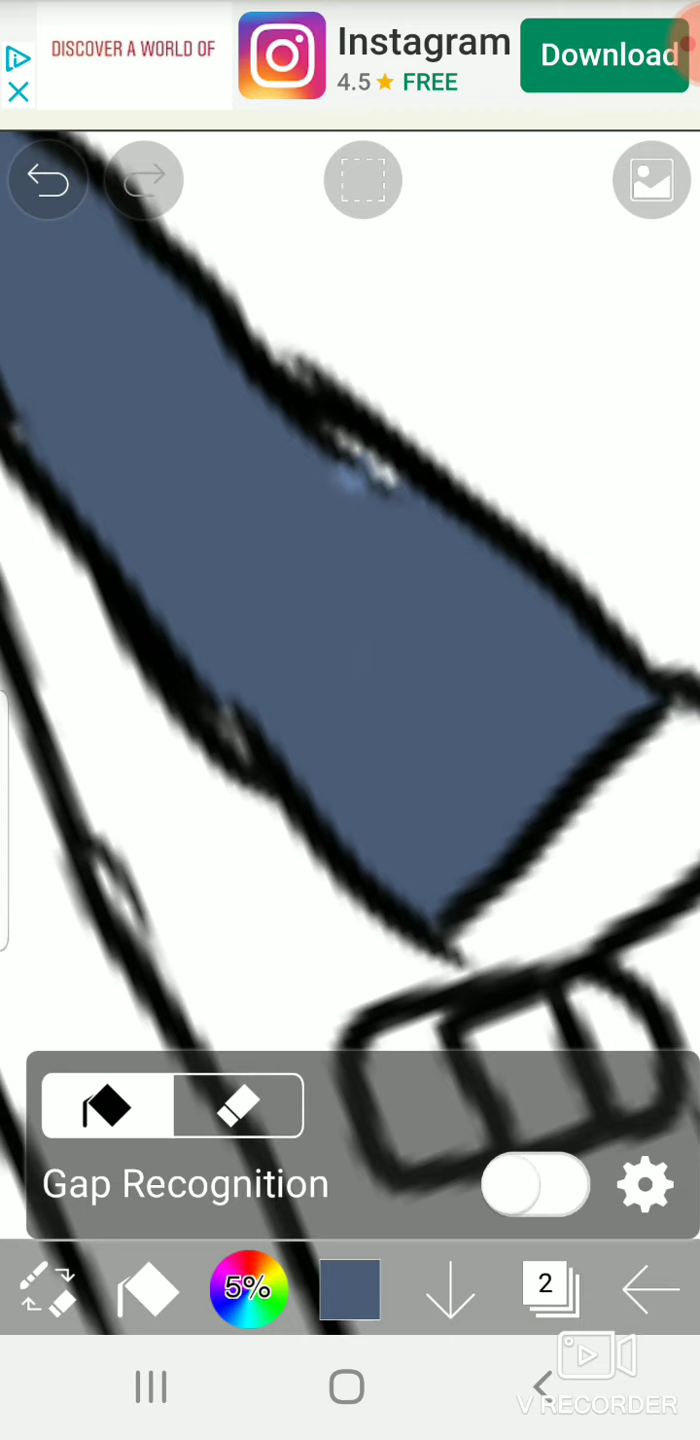 DISCOVER A WORLD OF
Instagram
4.5 FREE
Download
Gap Recognition
5%
2
V RECORDER